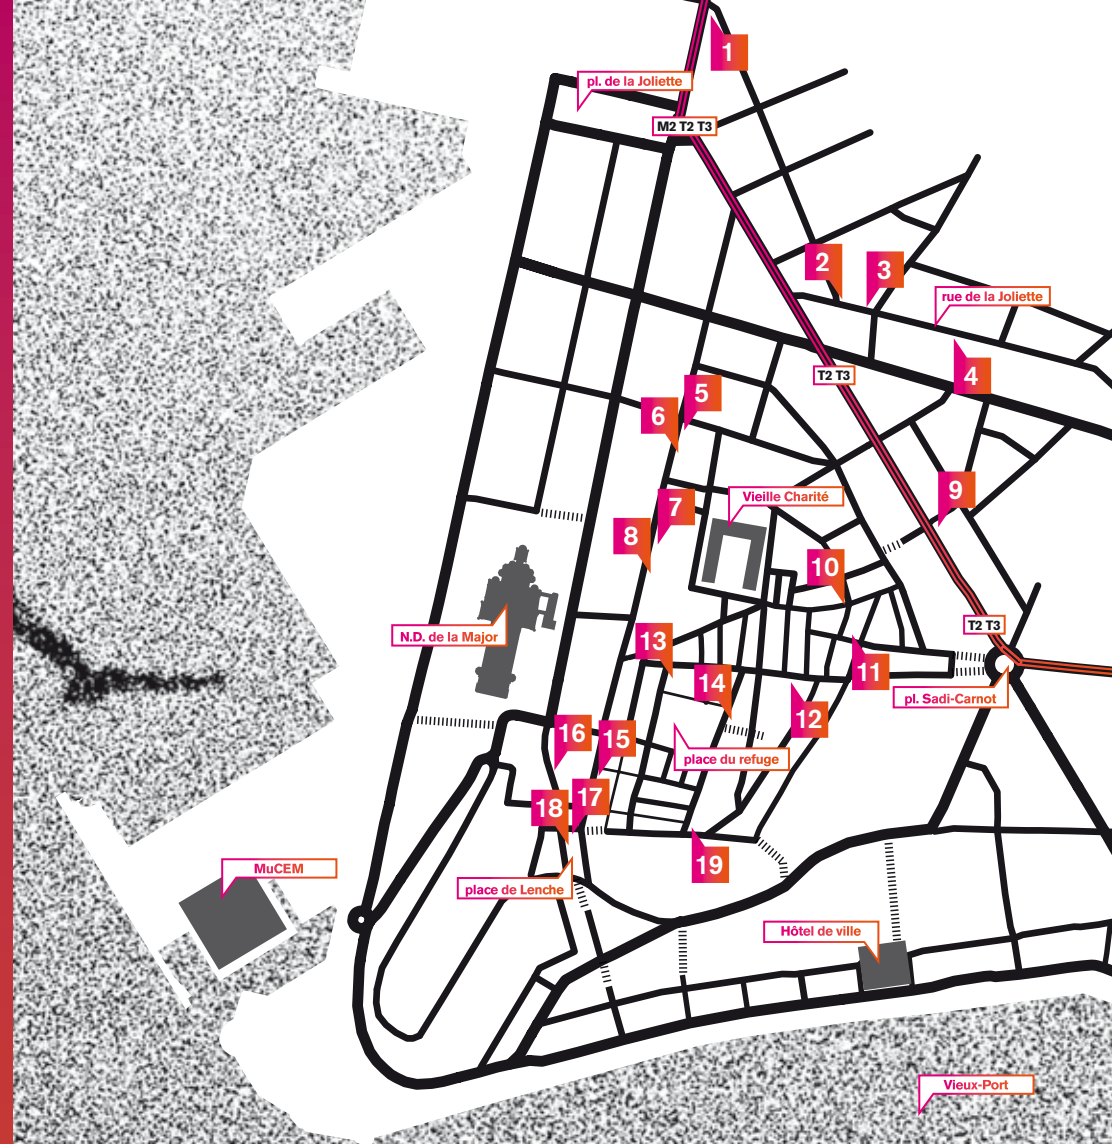 1
pl. de la Joliette
M2 T2 T3
2
3
rue de la Joliette
4
T2 T3
5
6
9
Vieille Charité
7
8
10
N.D. de la Major
T2 T3
13
11
14
pl. Sadi-Carnot
12
16
15
place du refuge
17
18
19
MuCEM
place de Lenche
Hôtel de ville
Vieux-Port